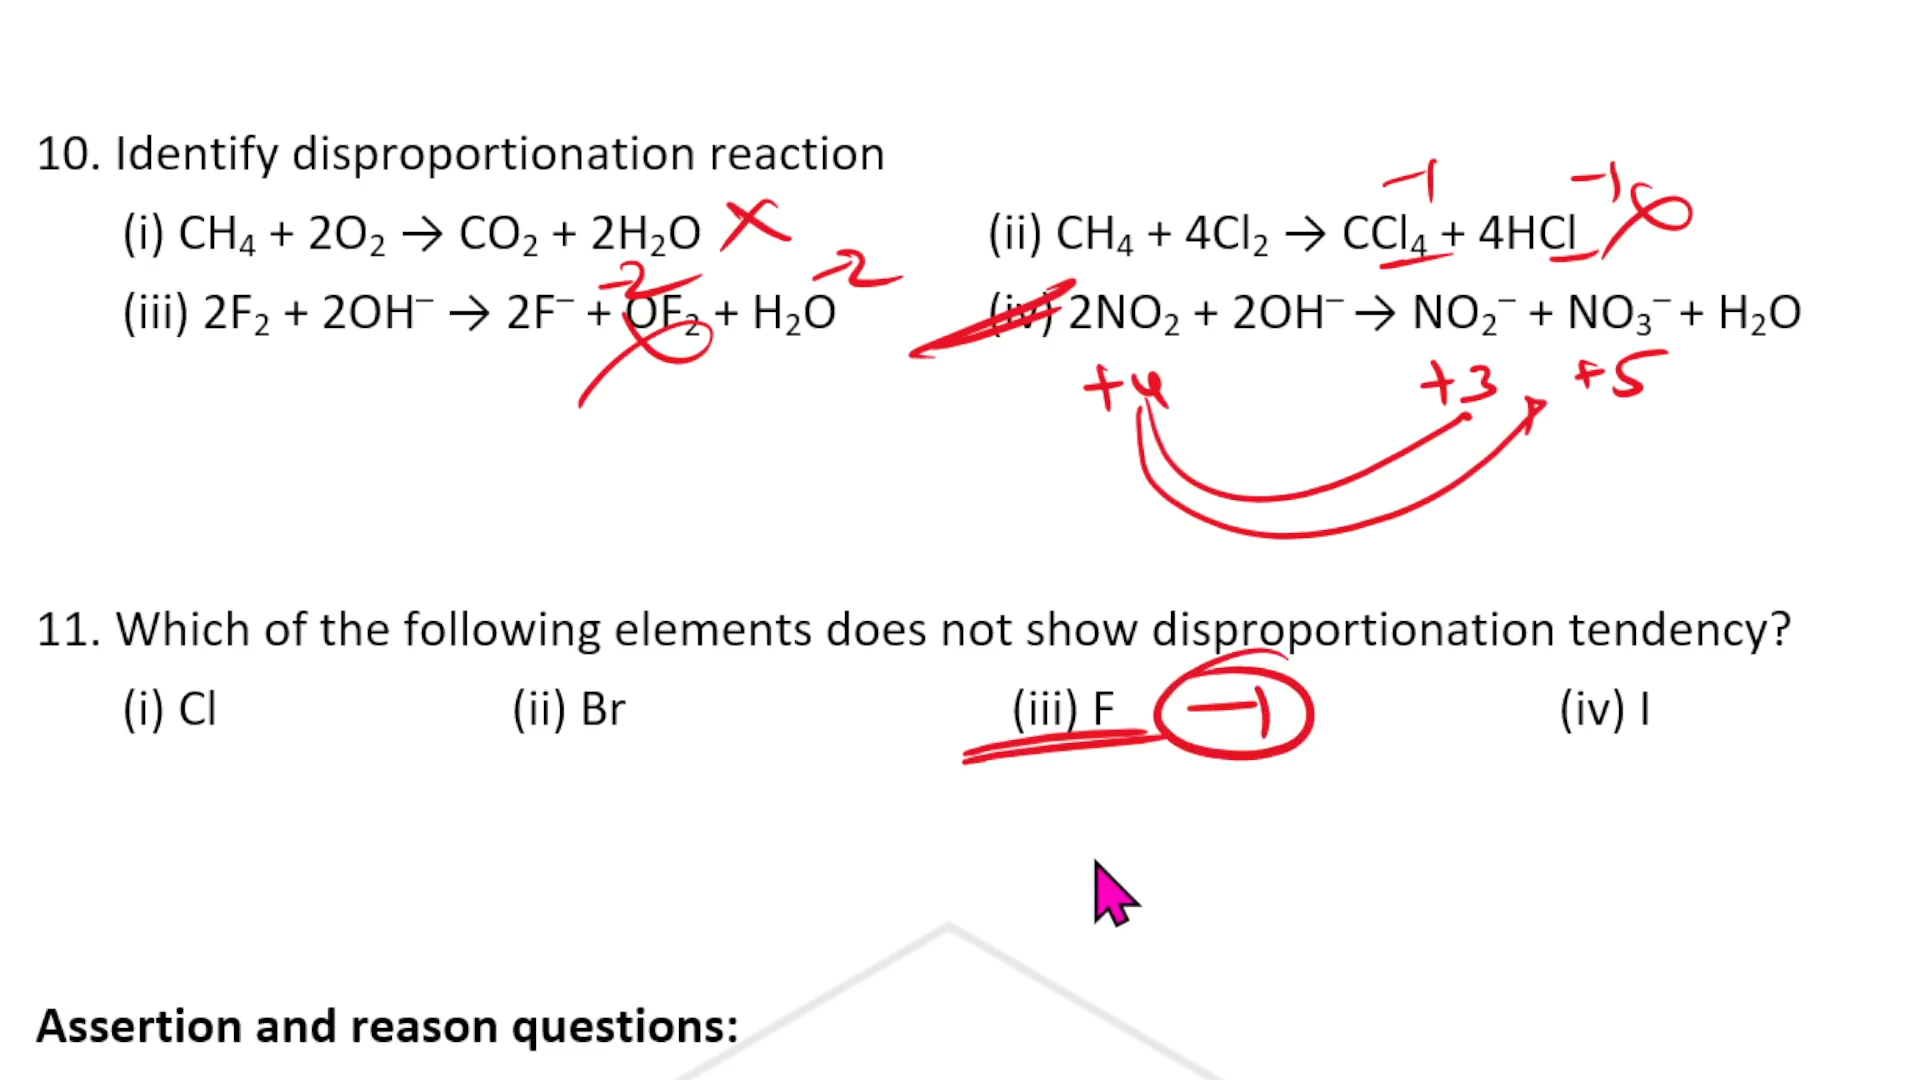 10. Identify disproportionation reaction
-1 -1
(i) CH₄ + 2O₂ → CO₂ + 2H₂O × (ii) CH₄ + 4Cl₂ → CCl₄ + 4HCl
-2 -2
(iii) 2F₂ + 2OH⁻ → 2F⁻ + OF₂ + H₂O (iv) 2NO₂ + 2OH⁻ → NO₂⁻ + NO₃⁻ + H₂O
+4 +3 +5
11. Which of the following elements does not show disproportionation tendency?
(i) Cl (ii) Br (iii) F -1 (iv) I
Assertion and reason questions: